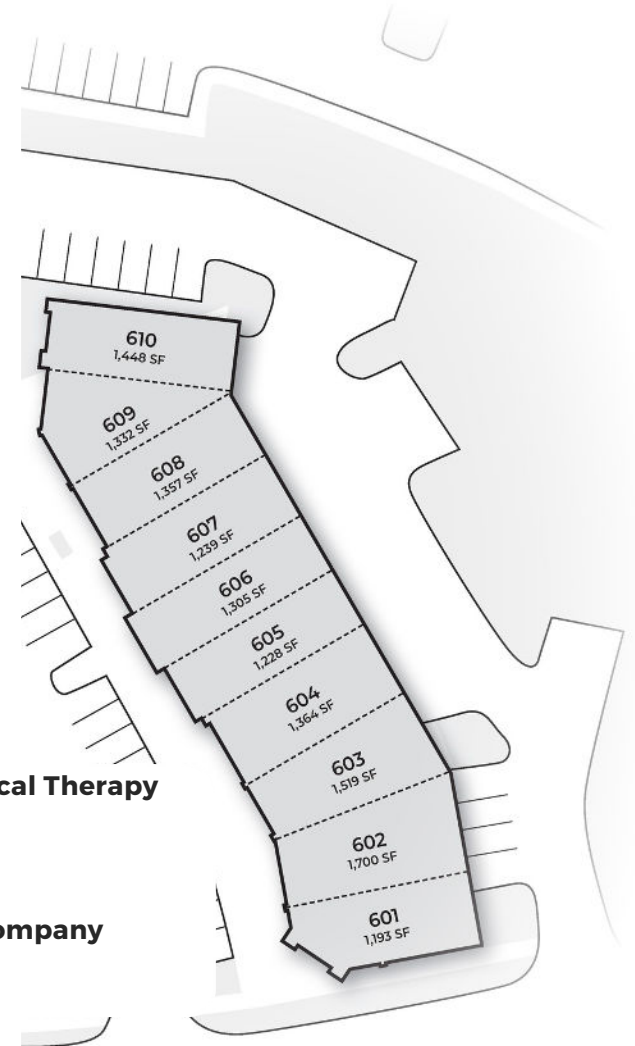 610
1,448 SF
609
1,332 SF
608
1,357 SF
607
1,239 SF
606
1,305 SF
605
1,228 SF
604
1,364 SF
603
1,519 SF
cal Therapy
602
1,700 SF
601
1,193 SF
ompany